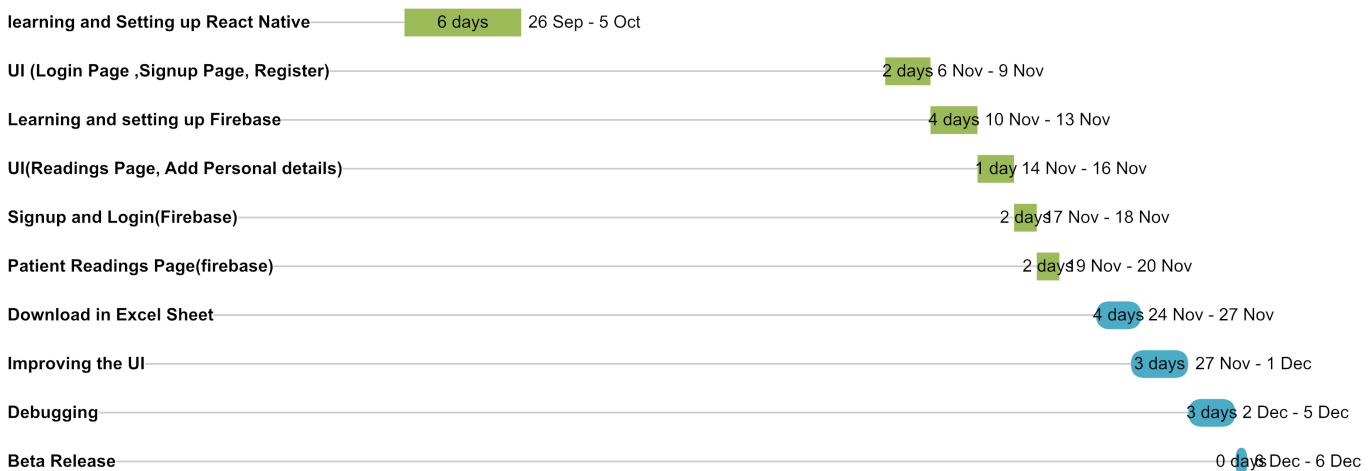 learning and Setting up React Native 6 days 26 Sep - 5 Oct
UI (Login Page ,Signup Page, Register) 2 days 6 Nov - 9 Nov
Learning and setting up Firebase 4 days 10 Nov - 13 Nov
UI(Readings Page, Add Personal details) 1 day 14 Nov - 16 Nov
Signup and Login(Firebase) 2 days 17 Nov - 18 Nov
Patient Readings Page(firebase) 2 days 19 Nov - 20 Nov
Download in Excel Sheet 4 days 24 Nov - 27 Nov
Improving the UI 3 days 27 Nov - 1 Dec
Debugging 3 days 2 Dec - 5 Dec
Beta Release 0 days 6 Dec - 6 Dec